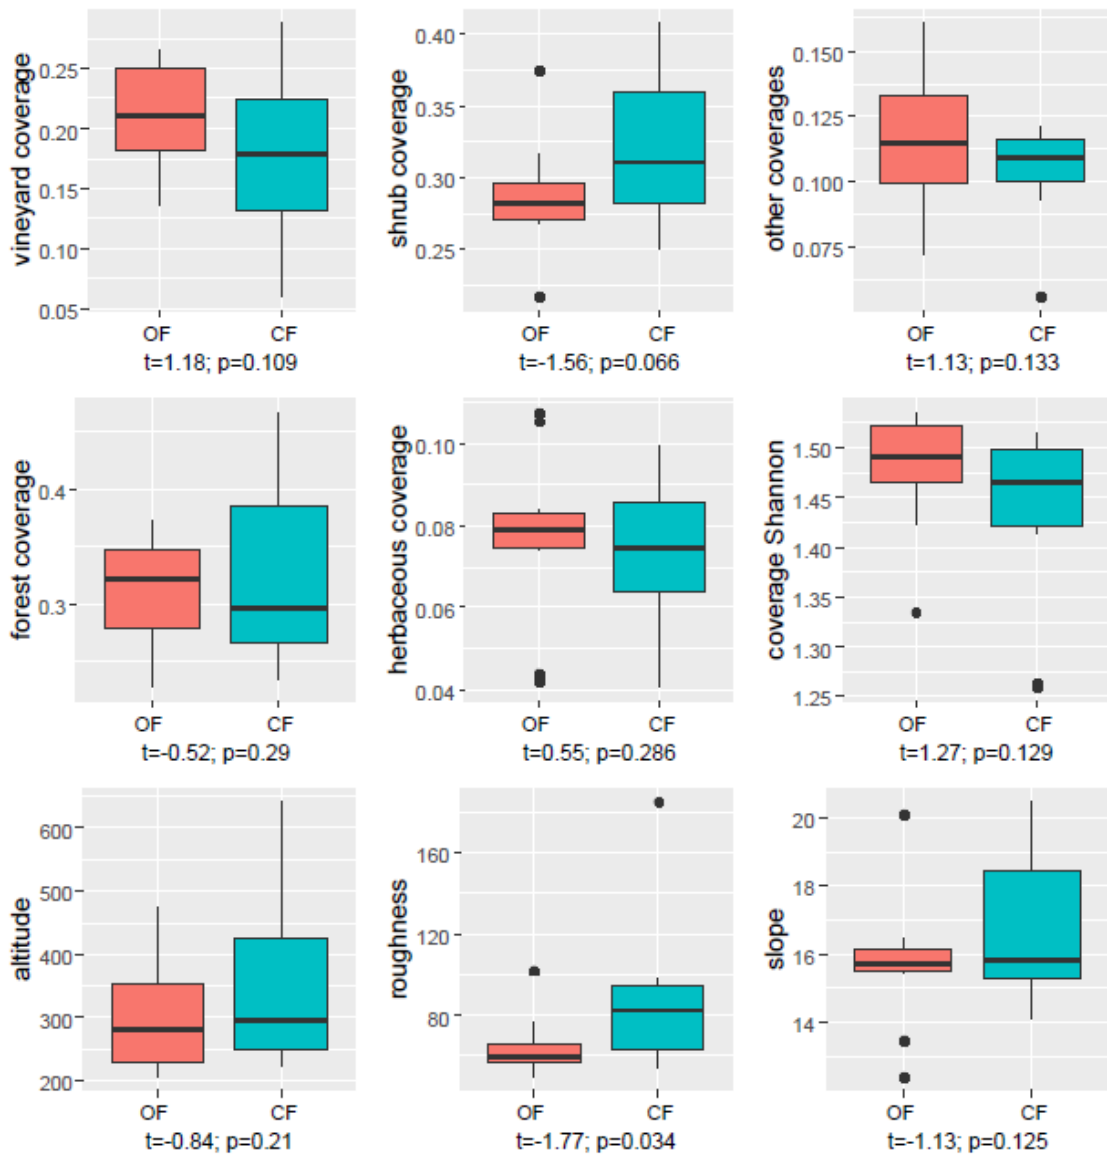 vineyard coverage
0.25
0.20
0.15
0.10
0.05
OF CF
t=1.18; p=0.109
shrub coverage
0.40
0.35
0.30
0.25
OF CF
t=-1.56; p=0.066
other coverages
0.150
0.125
0.100
0.075
OF CF
t=1.13; p=0.133
forest coverage
0.4
0.3
OF CF
t=-0.52; p=0.29
herbaceous coverage
0.10
0.08
0.06
0.04
OF CF
t=0.55; p=0.286
coverage Shannon
1.50
1.45
1.40
1.35
1.30
1.25
OF CF
t=1.27; p=0.129
altitude
600
500
400
300
200
OF CF
t=-0.84; p=0.21
roughness
160
120
80
OF CF
t=-1.77; p=0.034
slope
20
18
16
14
OF CF
t=-1.13; p=0.125